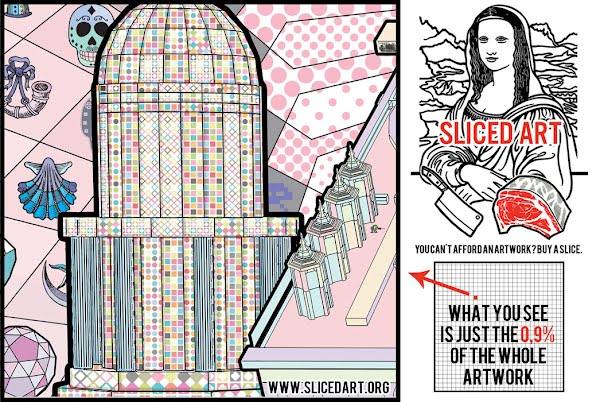 SLICED ART
YOU CAN'T AFFORD AN ARTWORK? BUY A SLICE.
WHAT YOU SEE
IS JUST THE 0,9%
OF THE WHOLE
ARTWORK
WWW.SLICEDART.ORG